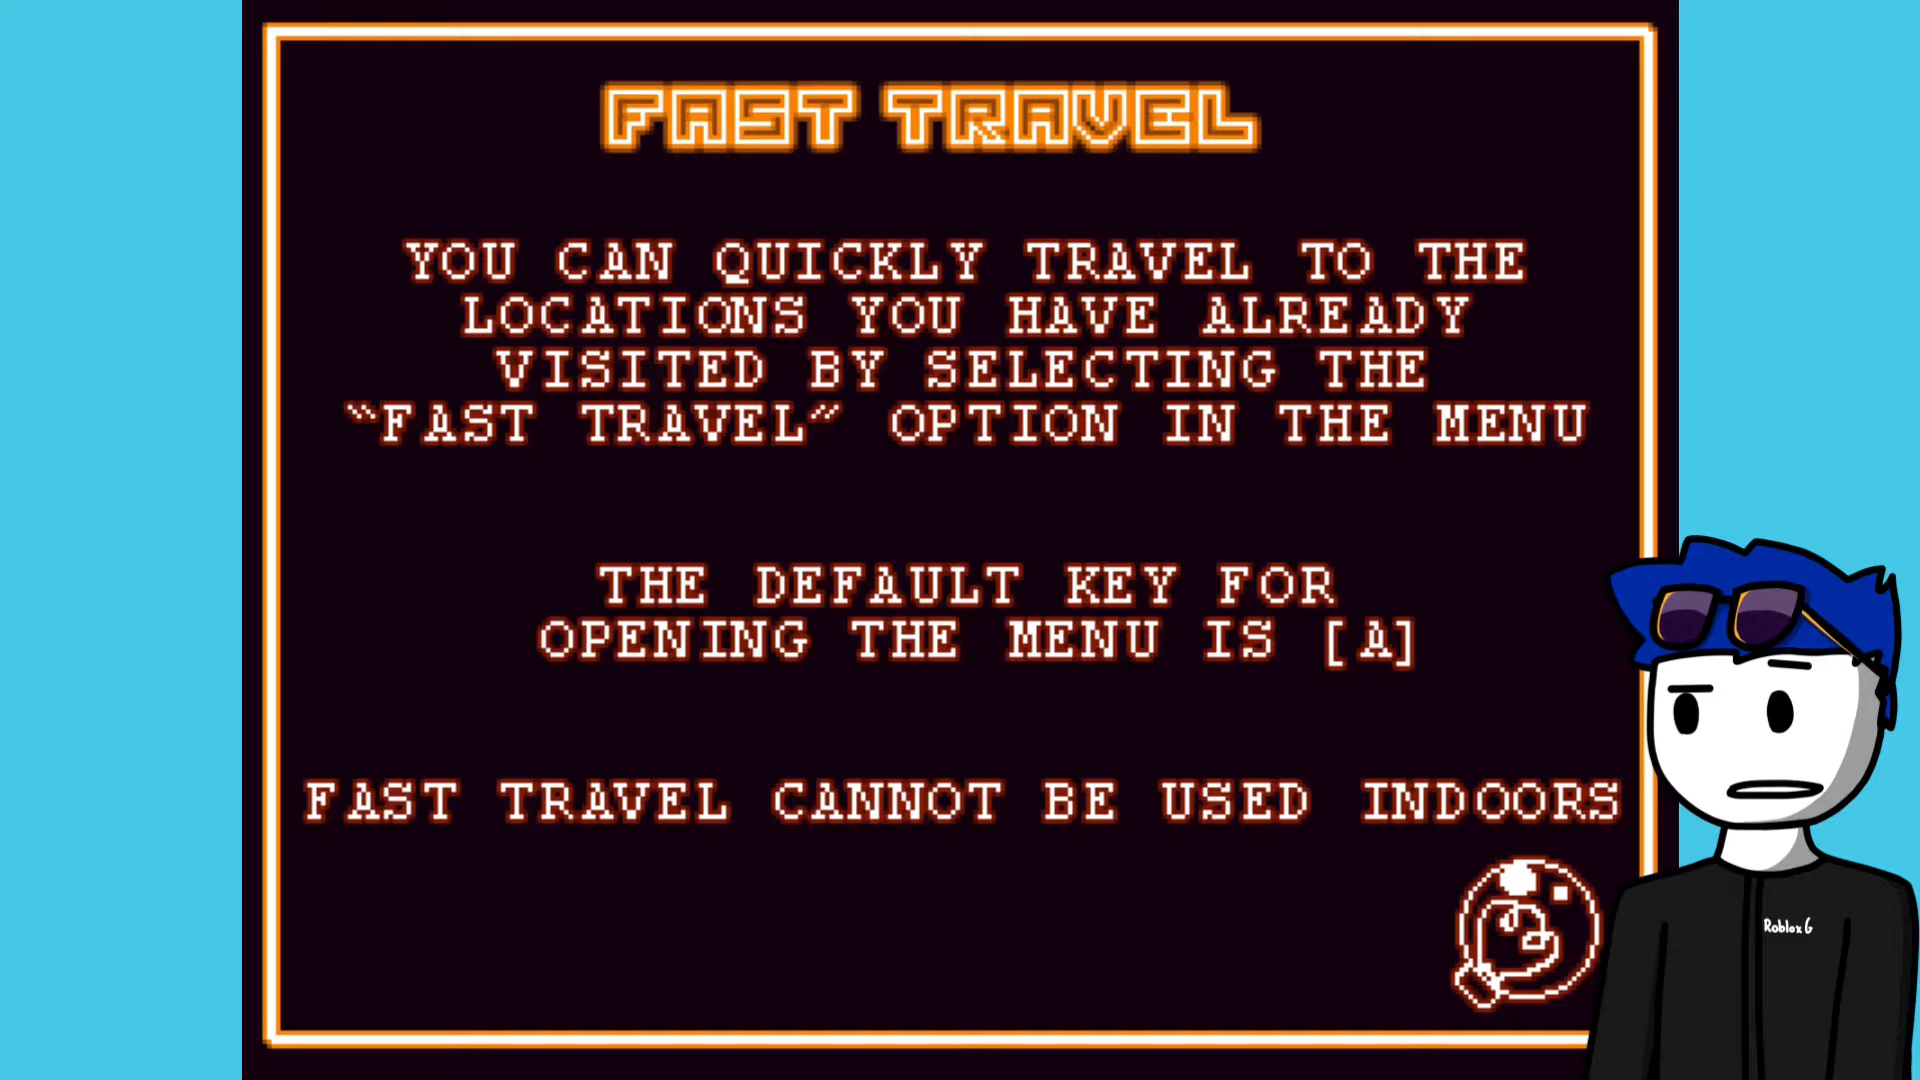 FAST TRAVEL
YOU CAN QUICKLY TRAVEL TO THE
LOCATIONS YOU HAVE ALREADY
VISITED BY SELECTING THE
"FAST TRAVEL" OPTION IN THE MENU
THE DEFAULT KEY FOR
OPENING THE MENU IS [A]
FAST TRAVEL CANNOT BE USED INDOORS
Roblox G